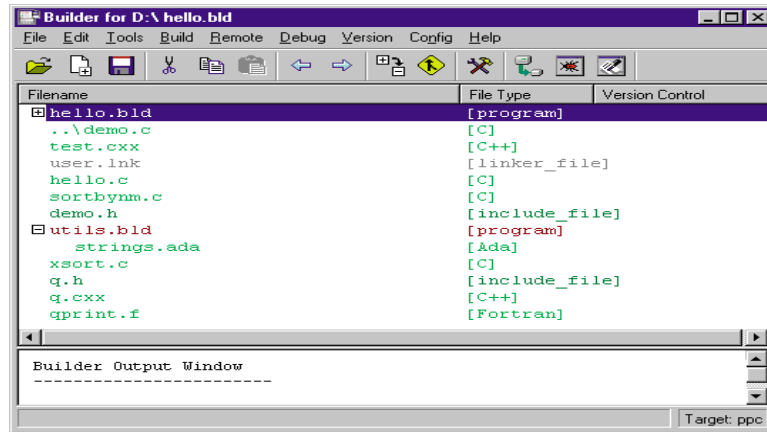 Builder for D:\ hello.bld
File Edit Tools Build Remote Debug Version Config Help
Filename File Type Version Control
hello.bld [program]
..\demo.c [C]
test.cxx [C++]
user.lnk [linker_file]
hello.c [C]
sortbynm.c [C]
demo.h [include_file]
utils.bld [program]
strings.ada [Ada]
xsort.c [C]
q.h [include_file]
q.cxx [C++]
qprint.f [Fortran]
Builder Output Window
-------------------------
Target: ppc